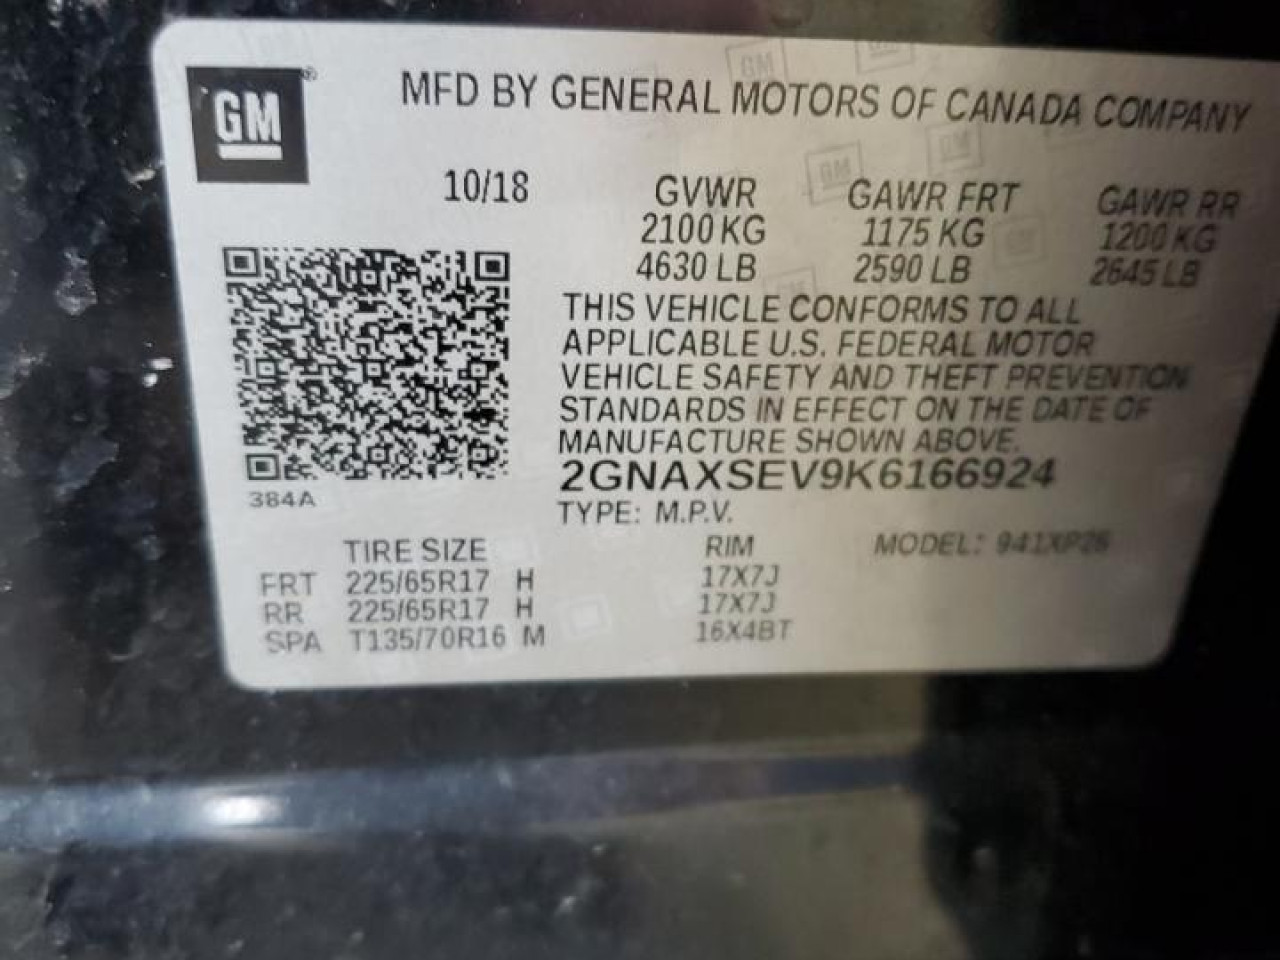 GM ® MFD BY GENERAL MOTORS OF CANADA COMPANY
10/18 GVWR GAWR FRT GAWR RR
2100 KG 1175 KG 1200 KG
4630 LB 2590 LB 2645 LB
THIS VEHICLE CONFORMS TO ALL
APPLICABLE U.S. FEDERAL MOTOR
VEHICLE SAFETY AND THEFT PREVENTION
STANDARDS IN EFFECT ON THE DATE OF
MANUFACTURE SHOWN ABOVE.
2GNAXSEV9K6166924
384A
TYPE: M.P.V.
TIRE SIZE RIM MODEL: 941XP26
FRT 225/65R17 H 17X7J
RR 225/65R17 H 17X7J
SPA T135/70R16 M 16X4BT